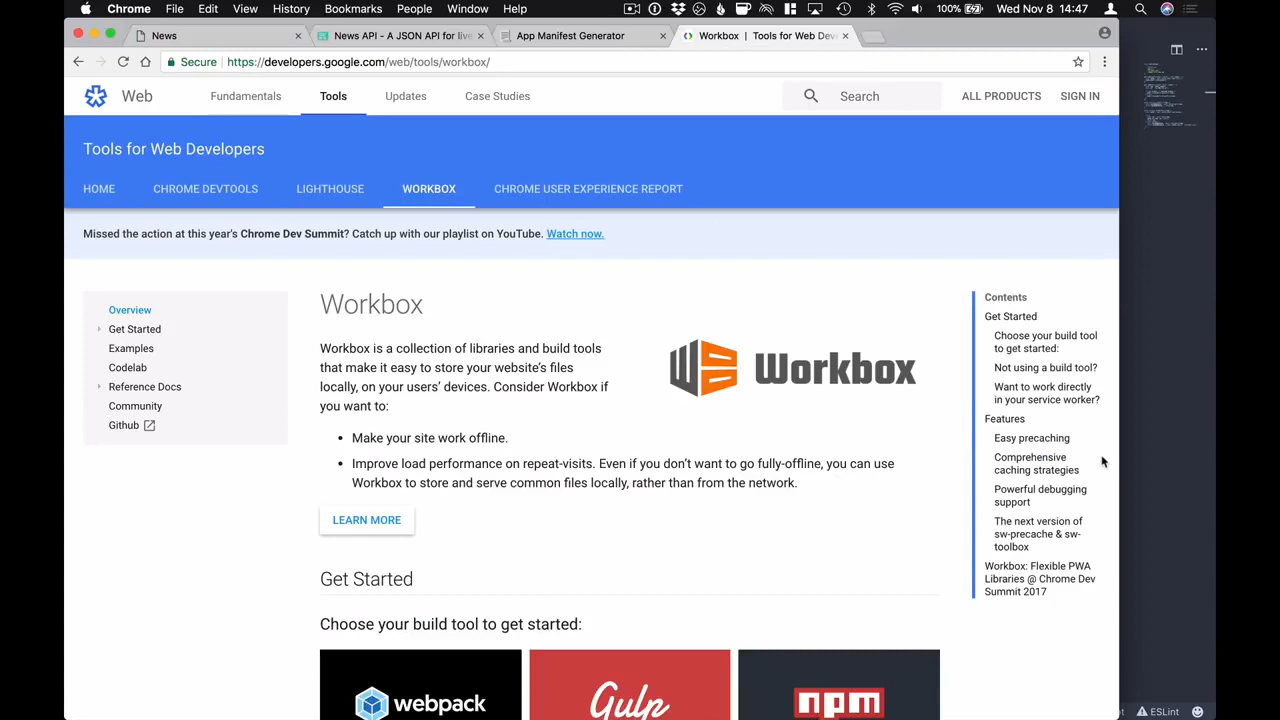 Chrome File Edit View History Bookmarks People Window Help 100% Wed Nov 8 14:47
News
News API - A JSON API for live
App Manifest Generator
Workbox | Tools for Web Dev
Secure https://developers.google.com/web/tools/workbox/
Web Fundamentals Tools Updates Case Studies Search ALL PRODUCTS SIGN IN
Tools for Web Developers
HOME CHROME DEVTOOLS LIGHTHOUSE WORKBOX CHROME USER EXPERIENCE REPORT
Missed the action at this year's Chrome Dev Summit? Catch up with our playlist on YouTube. Watch now.
Overview
Get Started
Examples
Codelab
Reference Docs
Community
Github
Workbox
Workbox is a collection of libraries and build tools
that make it easy to store your website's files
locally, on your users' devices. Consider Workbox if
you want to:
Workbox
• Make your site work offline.
• Improve load performance on repeat-visits. Even if you don't want to go fully-offline, you can use
Workbox to store and serve common files locally, rather than from the network.
LEARN MORE
Get Started
Choose your build tool to get started:
webpack
Gulp
npm
Contents
Get Started
Choose your build tool
to get started:
Not using a build tool?
Want to work directly
in your service worker?
Features
Easy precaching
Comprehensive
caching strategies
Powerful debugging
support
The next version of
sw-precache & sw-
toolbox
Workbox: Flexible PWA
Libraries @ Chrome Dev
Summit 2017
ESLint